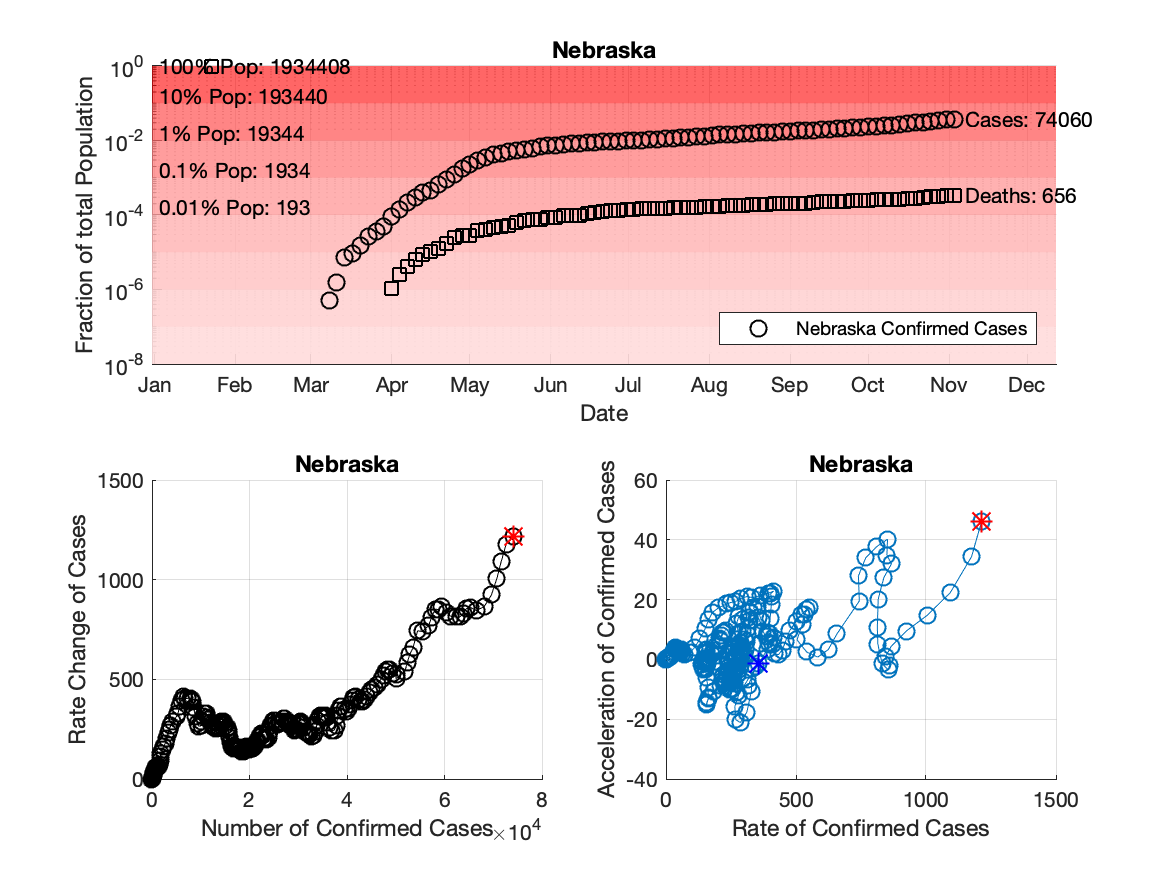 Nebraska
10^0
10^-2
10^-4
10^-6
10^-8
Fraction of total Population
100% Pop: 1934408
10% Pop: 193440
1% Pop: 19344
0.1% Pop: 1934
0.01% Pop: 193
Cases: 74060
Deaths: 656
Nebraska Confirmed Cases
Jan Feb Mar Apr May Jun Jul Aug Sep Oct Nov Dec
Date
Nebraska
1500
1000
500
0
Rate Change of Cases
0 2 4 6 8
Number of Confirmed Cases ×10^4
Nebraska
60
40
20
0
-20
-40
Acceleration of Confirmed Cases
0 500 1000 1500
Rate of Confirmed Cases